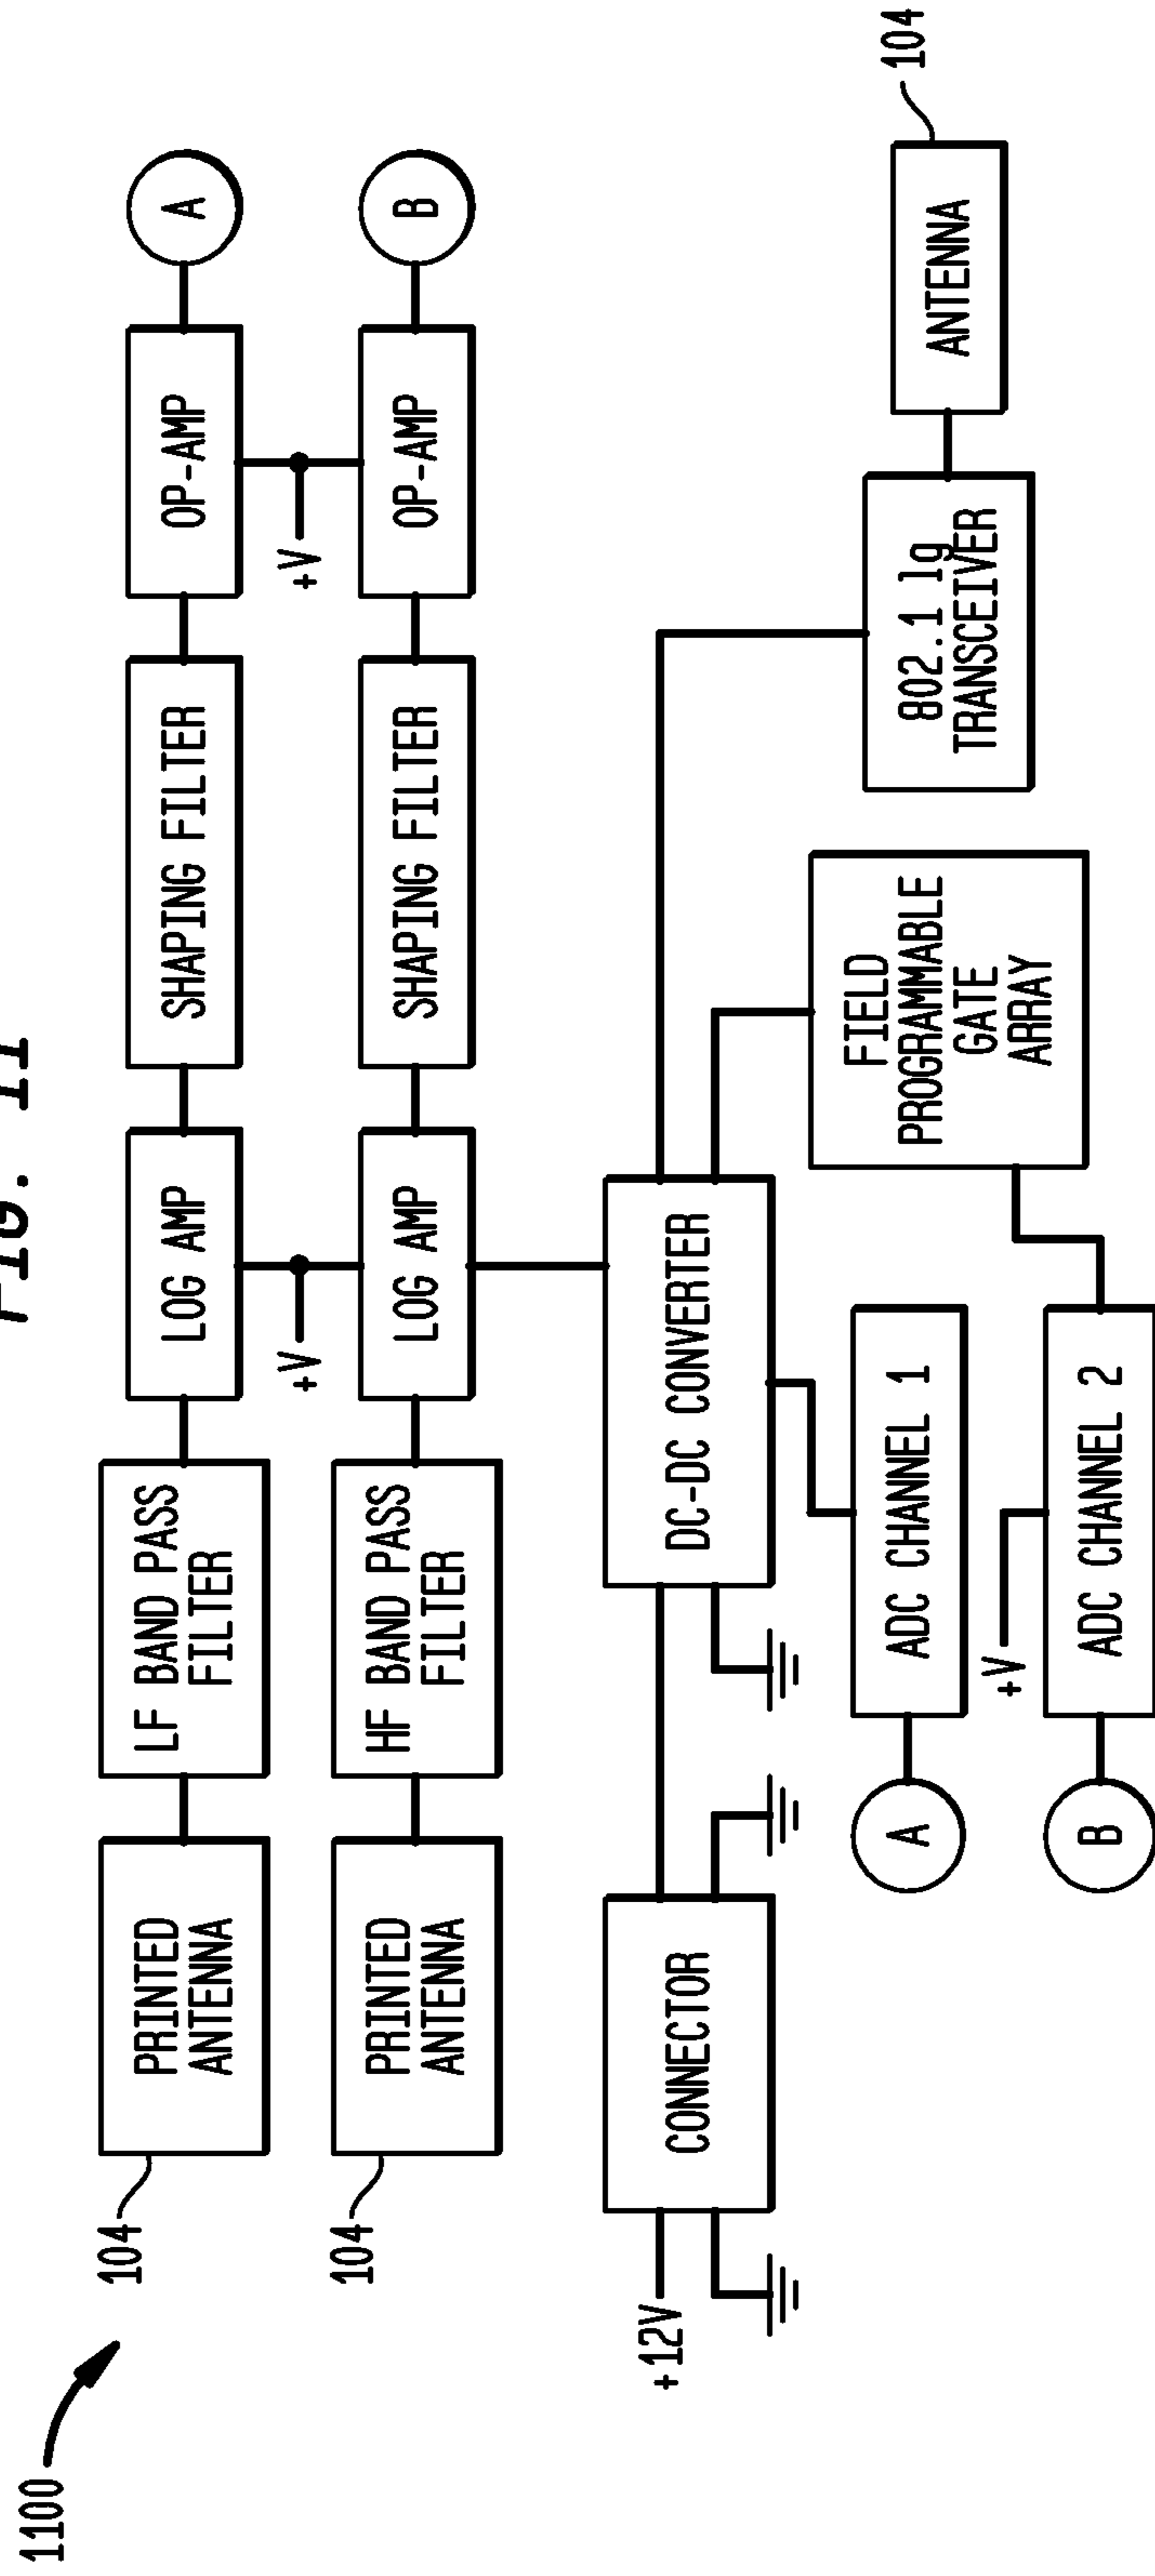 FIG. 11
1100
104
PRINTED
ANTENNA
LF BAND PASS
FILTER
LOG AMP
SHAPING FILTER
OP-AMP
A
+V
+V
104
PRINTED
ANTENNA
HF BAND PASS
FILTER
LOG AMP
SHAPING FILTER
OP-AMP
B
+12V
CONNECTOR
DC-DC CONVERTER
A
ADC CHANNEL 1
+V
B
ADC CHANNEL 2
FIELD
PROGRAMMABLE
GATE
ARRAY
802.1 1g
TRANSCEIVER
ANTENNA
104